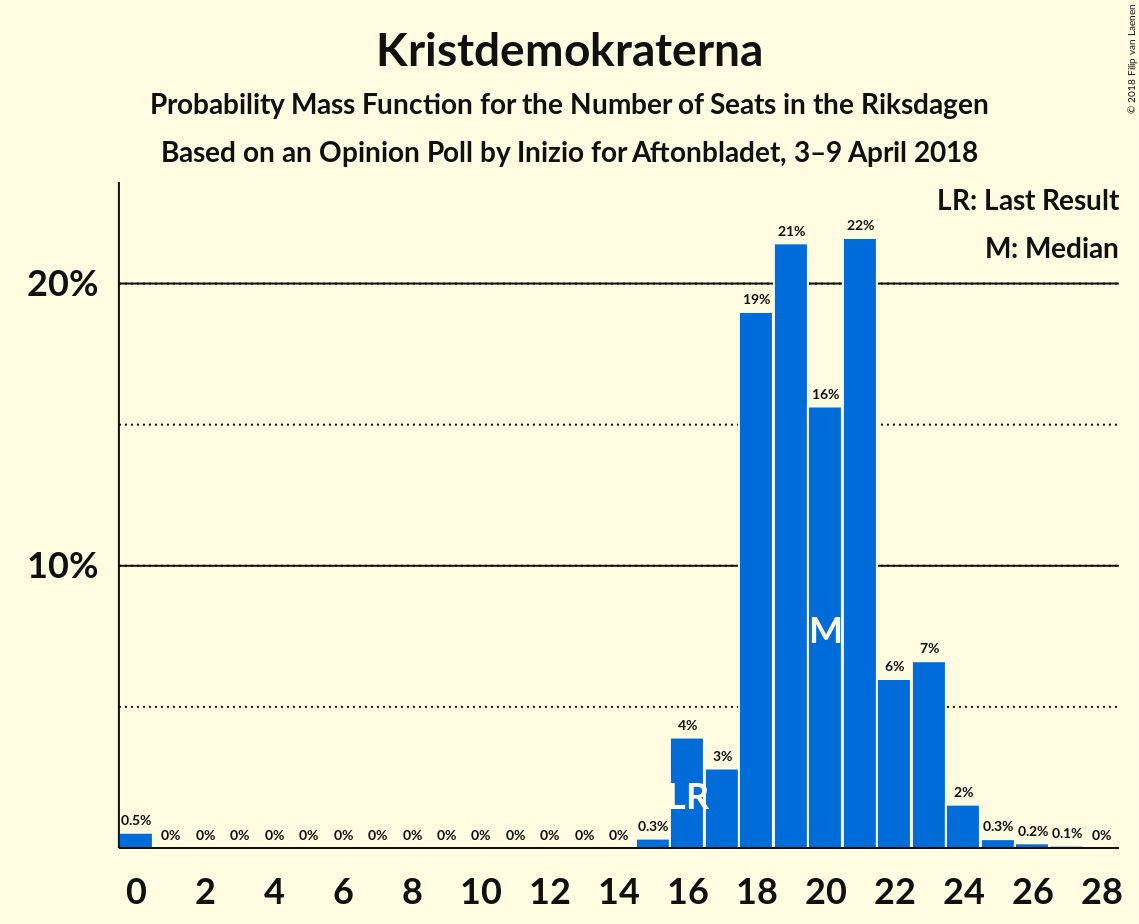 Kristdemokraterna
Probability Mass Function for the Number of Seats in the Riksdagen
Based on an Opinion Poll by Inizio for Aftonbladet, 3–9 April 2018
© 2018 Filip van Laenen
LR: Last Result
M: Median
20%
10%
0.5% 0% 0% 0% 0% 0% 0% 0% 0% 0% 0% 0% 0% 0% 0% 0.3% 4% 3% 19% 21% 16% 22% 6% 7% 2% 0.3% 0.2% 0.1% 0%
M
LR
0 2 4 6 8 10 12 14 16 18 20 22 24 26 28